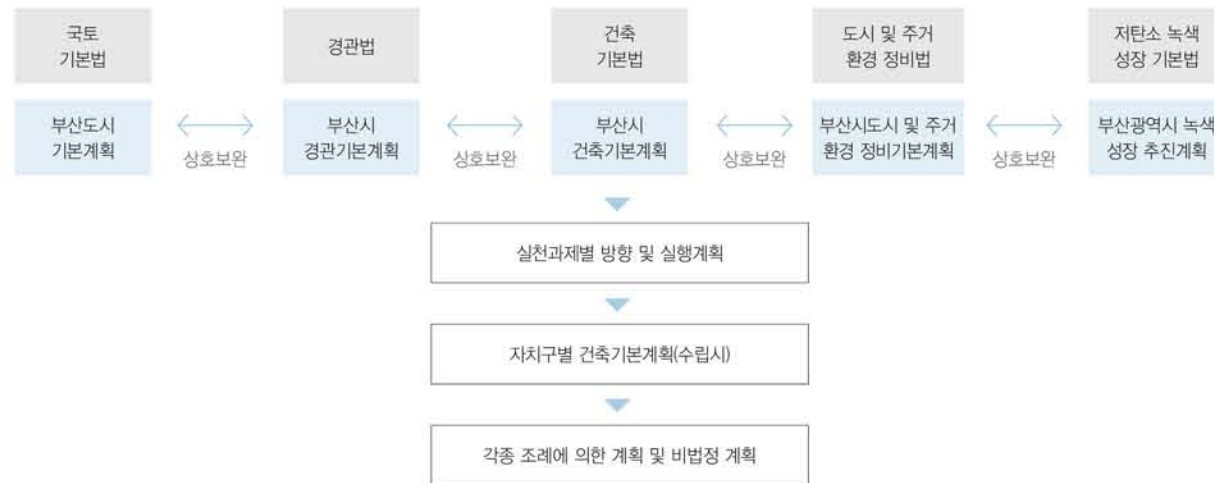 국토
기본법
경관법
건축
기본법
도시 및 주거
환경 정비법
저탄소 녹색
성장 기본법
부산도시
기본계획
상호보완
부산시
경관기본계획
상호보완
부산시
건축기본계획
상호보완
부산시도시 및 주거
환경 정비기본계획
상호보완
부산광역시 녹색
성장 추진계획
실천과제별 방향 및 실행계획
자치구별 건축기본계획(수립시)
각종 조례에 의한 계획 및 비법정 계획